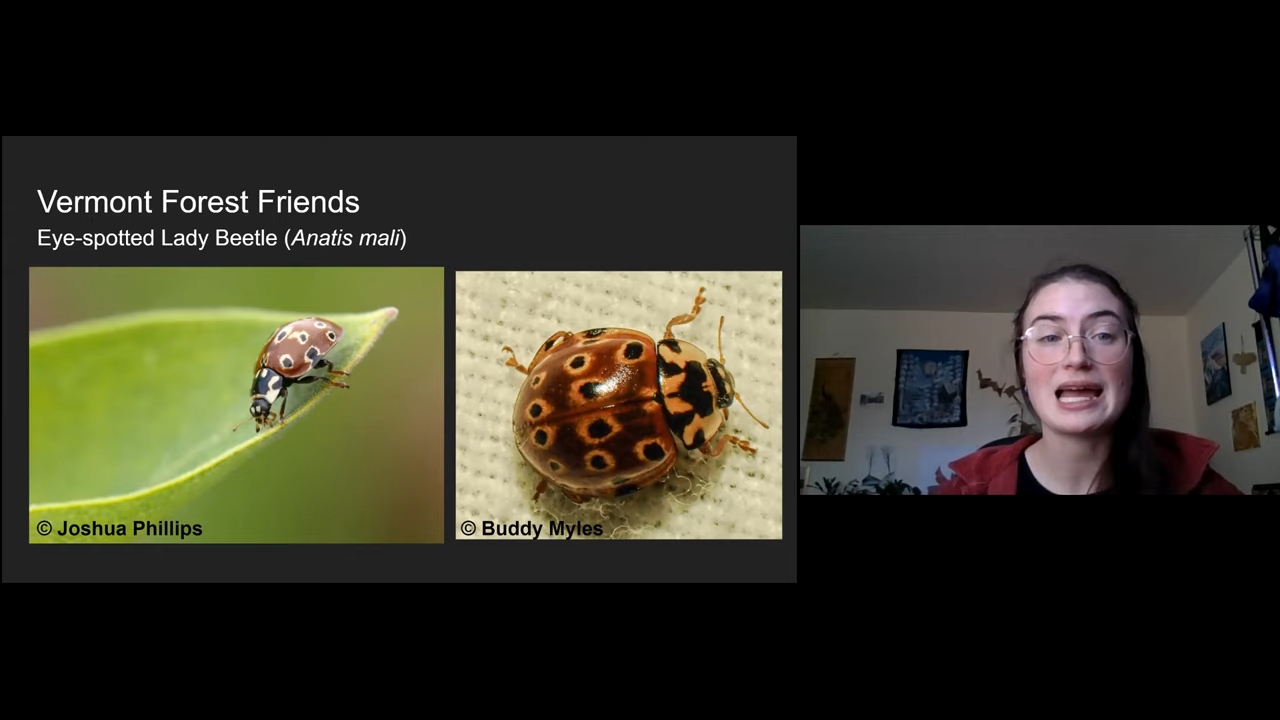 Vermont Forest Friends
Eye-spotted Lady Beetle (Anatis mali)
© Joshua Phillips
© Buddy Myles